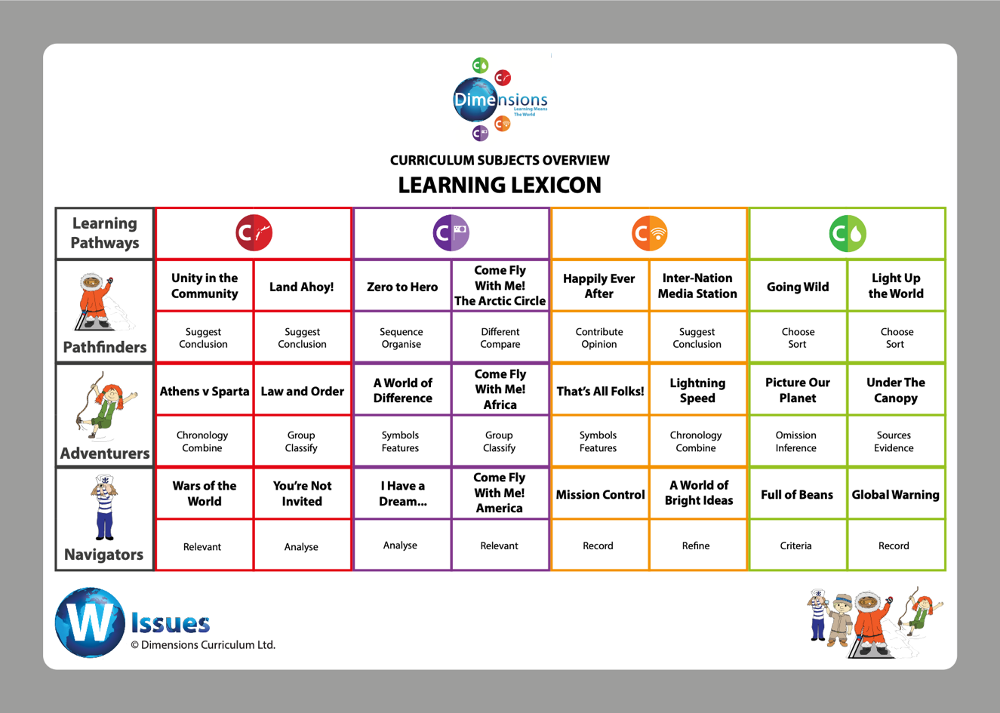 C
C
Dimensions
Learning Means
The World
C
C
CURRICULUM SUBJECTS OVERVIEW
LEARNING LEXICON
Learning
Pathways
C
C
C
C
Unity in the
Community
Land Ahoy!
Zero to Hero
Come Fly
With Me!
The Arctic Circle
Happily Ever
After
Inter-Nation
Media Station
Going Wild
Light Up
the World
Pathfinders
Suggest
Conclusion
Suggest
Conclusion
Sequence
Organise
Different
Compare
Contribute
Opinion
Suggest
Conclusion
Choose
Sort
Choose
Sort
Athens v Sparta
Law and Order
A World of
Difference
Come Fly
With Me!
Africa
That's All Folks!
Lightning
Speed
Picture Our
Planet
Under The
Canopy
Adventurers
Chronology
Combine
Group
Classify
Symbols
Features
Group
Classify
Symbols
Features
Chronology
Combine
Omission
Inference
Sources
Evidence
Wars of the
World
You're Not
Invited
I Have a
Dream...
Come Fly
With Me!
America
Mission Control
A World of
Bright Ideas
Full of Beans
Global Warning
Navigators
Relevant
Analyse
Analyse
Relevant
Record
Refine
Criteria
Record
W Issues
© Dimensions Curriculum Ltd.